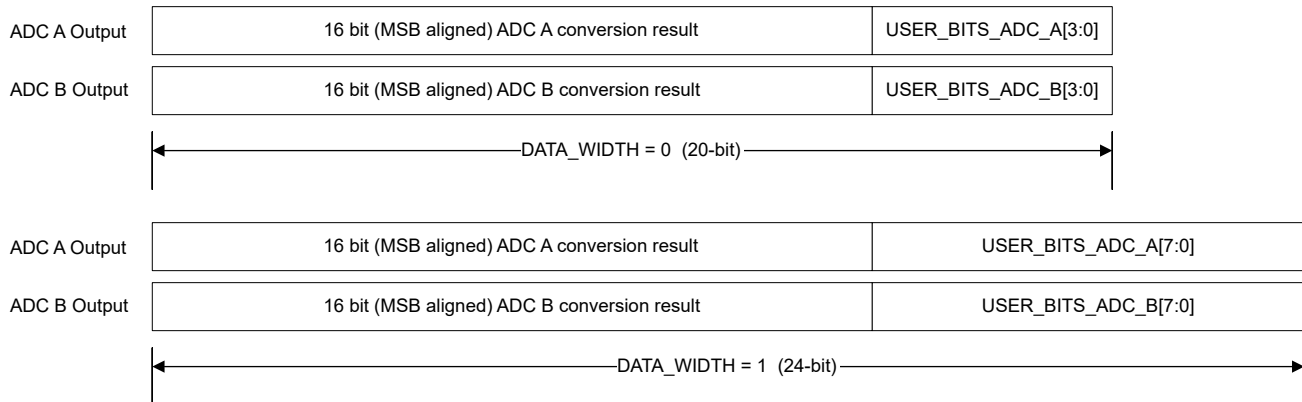 ADC A Output 16 bit (MSB aligned) ADC A conversion result USER_BITS_ADC_A[3:0]
ADC B Output 16 bit (MSB aligned) ADC B conversion result USER_BITS_ADC_B[3:0]
DATA_WIDTH = 0 (20-bit)
ADC A Output 16 bit (MSB aligned) ADC A conversion result USER_BITS_ADC_A[7:0]
ADC B Output 16 bit (MSB aligned) ADC B conversion result USER_BITS_ADC_B[7:0]
DATA_WIDTH = 1 (24-bit)